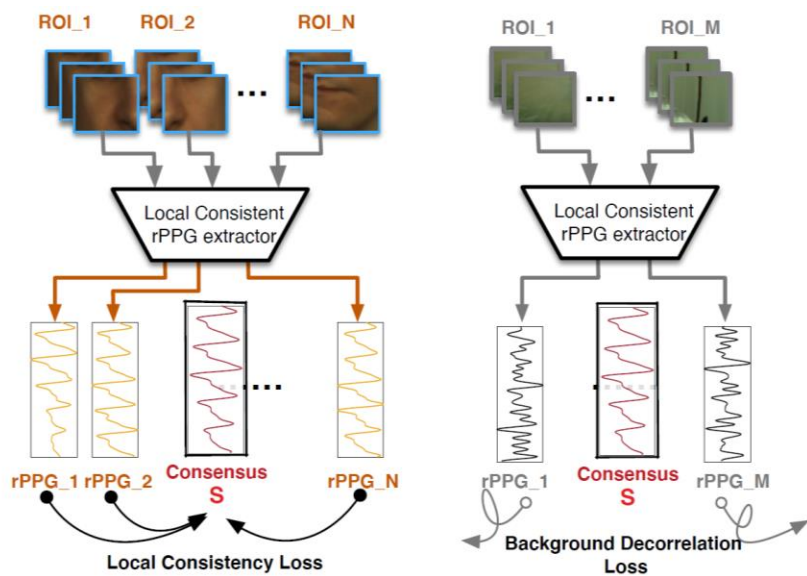 ROI_1 ROI_2 ROI_N
Local Consistent
rPPG extractor
rPPG_1 rPPG_2 Consensus rPPG_N
S
Local Consistency Loss
ROI_1 ROI_M
Local Consistent
rPPG extractor
rPPG_1 Consensus rPPG_M
S
Background Decorrelation
Loss